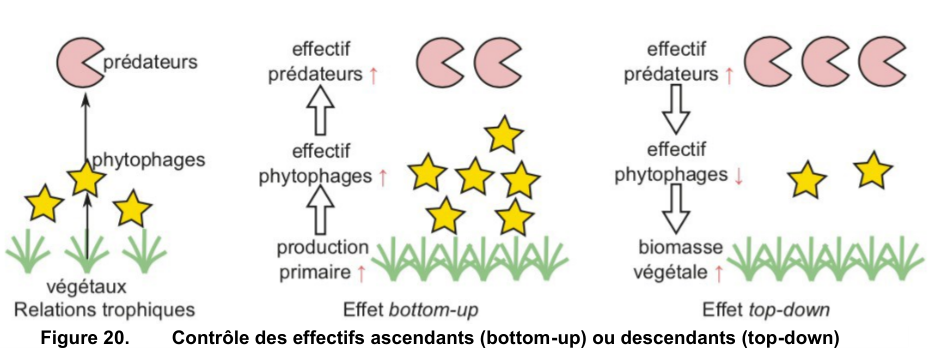 prédateurs
phytophages
végétaux
Relations trophiques
effectif
prédateurs ↑
effectif
phytophages ↑
production
primaire ↑
Effet bottom-up
effectif
prédateurs ↑
effectif
phytophages ↓
biomasse
végétale ↑
Effet top-down
Figure 20. Contrôle des effectifs ascendants (bottom-up) ou descendants (top-down)